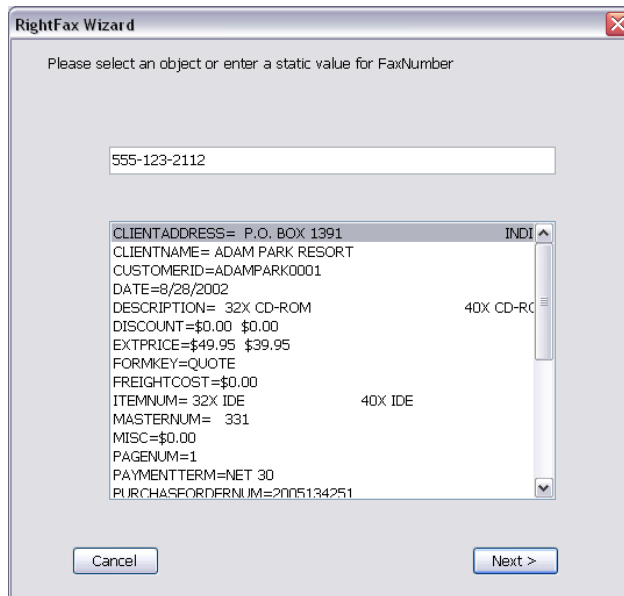 RightFax Wizard
Please select an object or enter a static value for FaxNumber
555-123-2112
CLIENTADDRESS= P.O. BOX 1391 INDI
CLIENTNAME= ADAM PARK RESORT
CUSTOMERID=ADAMPARK0001
DATE=8/28/2002
DESCRIPTION= 32X CD-ROM 40X CD-RO
DISCOUNT=$0.00 $0.00
EXTPRICE=$49.95 $39.95
FORMKEY=QUOTE
FREIGHTCOST=$0.00
ITEMNUM= 32X IDE 40X IDE
MASTERNUM= 331
MISC=$0.00
PAGENUM=1
PAYMENTTERM=NET 30
PURCHASEORDERNUM=2005134251
Cancel Next >